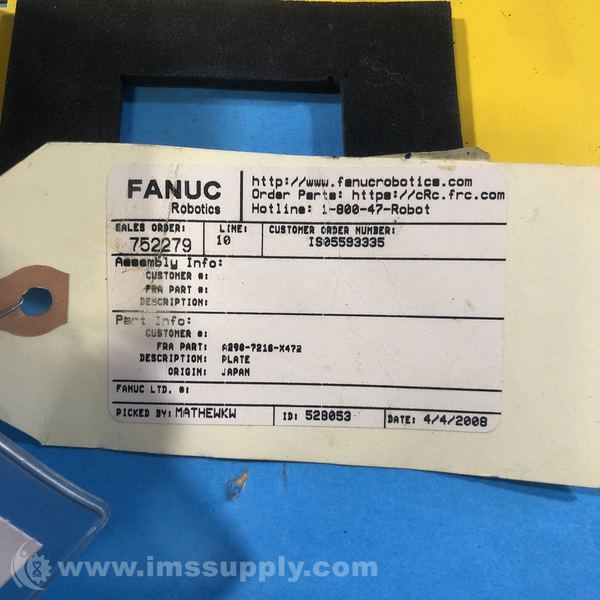 FANUC
Robotics
http://www.fanucrobotics.com
Order Parts: https://cRc.frc.com
Hotline: 1-800-47-Robot
SALES ORDER:
752279
LINE:
10
CUSTOMER ORDER NUMBER:
IS05593335
Assembly Info:
CUSTOMER #:
FRA PART #:
DESCRIPTION:
Part Info:
CUSTOMER #:
FRA PART: A290-7216-X472
DESCRIPTION: PLATE
ORIGIN: JAPAN
FANUC LTD. #:
PICKED BY: MATHEWKW
ID: 528053
DATE: 4/4/2008
www.imssupply.com